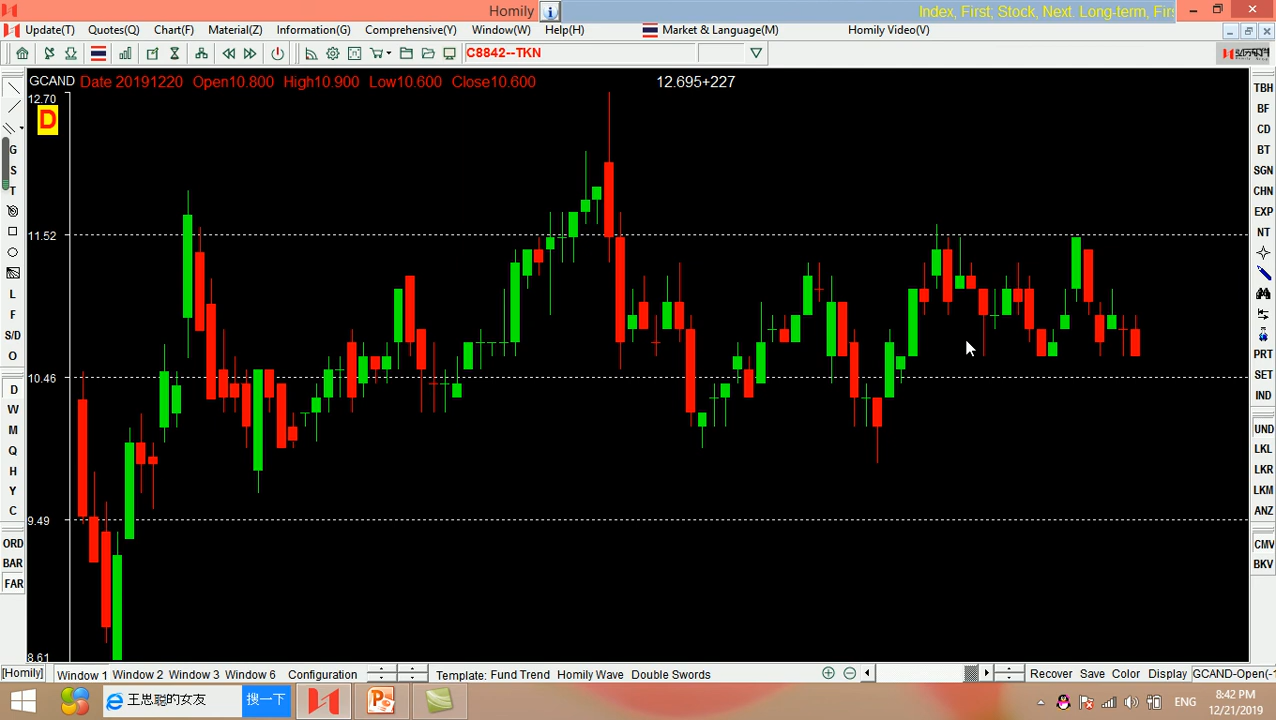 Homily
Index, First; Stock, Next. Long-term, Firs
Update(T) Quotes(Q) Chart(F) Material(Z) Information(G) Comprehensive(Y) Window(W) Help(H) Market & Language(M) Homily Video(V)
C8842--TKN
GCAND Date 20191220 Open10.800 High10.900 Low10.600 Close10.600 12.695+227
12.70
D
11.52
10.46
9.49
8.61
G
S
T
L
F
S/D
O
D
W
M
Q
H
Y
C
ORD
BAR
FAR
TBH
BF
CD
BT
SGN
CHN
EXP
NT
PRT
SET
IND
UND
LKL
LKR
LKM
ANZ
CMV
BKV
[Homily] Window 1 Window 2 Window 3 Window 6 Configuration Template: Fund Trend Homily Wave Double Swords Recover Save Color Display GCAND-Open(-1
王思聪的女友 搜一下
ENG
8:42 PM
12/21/2019